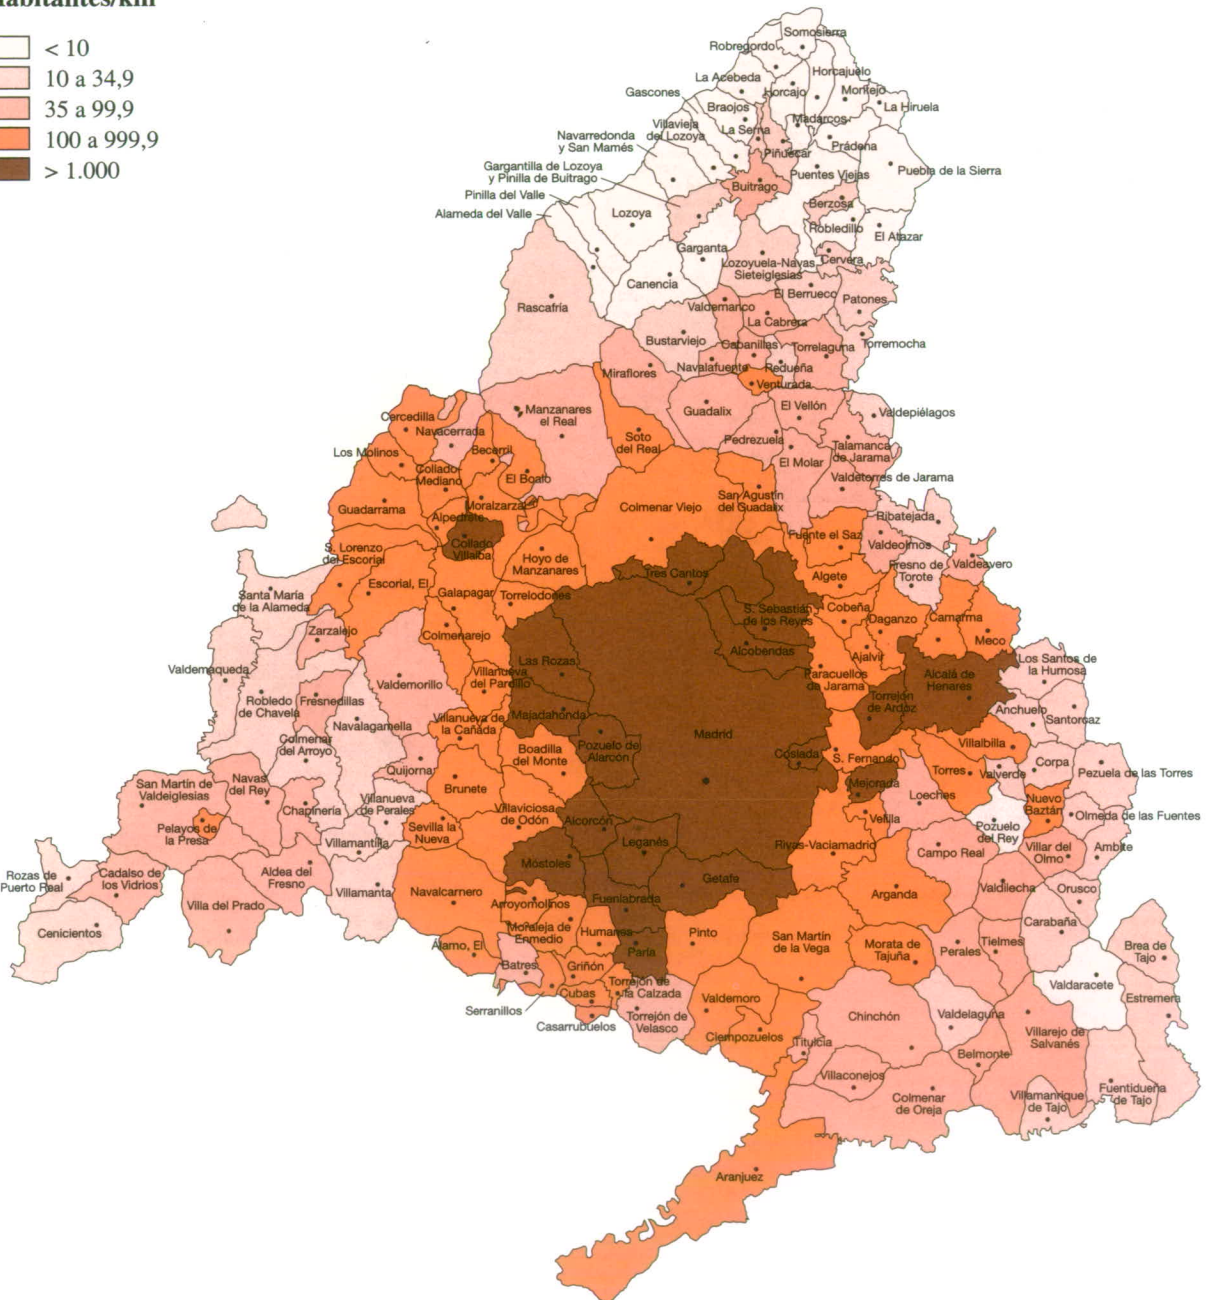 habitantes/km
< 10
10 a 34,9
35 a 99,9
100 a 999,9
> 1.000
Somosierra
Robregordo
La Acebeda
Horcajuelo
Gascones
Horcajo
Montejo
Braojos
La Hiruela
Villavieja
del Lozoya
La Serna
Madarcos
Navarredonda
y San Mamés
Piñuecar
Prádena
Gargantilla de Lozoya
y Pinilla de Buitrago
Puentes Viejas
Puebla de la Sierra
Buitrago
Pinilla del Valle
Berzosa
Alameda del Valle
Lozoya
Robledillo
El Atazar
Garganta
Lozoyuela-Navas
Sieteiglesias
Cervera
Canencia
El Berrueco
Patones
Rascafría
Valdemanco
La Cabrera
Bustarviejo
Cabanillas
Torrelaguna
Torremocha
Miraflores
Navalafuente
Redueña
Venturada
Manzanares
el Real
Guadalix
El Vellón
Valdepiélagos
Cercedilla
Navacerrada
Soto
del Real
Pedrezuela
Talamanca
de Jarama
Los Molinos
Becerril
El Molar
Collado-
Mediano
El Boalo
Valdetorres de Jarama
Guadarrama
Moralzarzal
Colmenar Viejo
San Agustín
del Guadalix
Alpedrete
Ribatejada
Collado
Villalba
Fuente el Saz
Valdeolmos
S. Lorenzo
del Escorial
Hoyo de
Manzanares
Fresno de
Torote
Valdeavero
Escorial, El
Tres Cantos
Algete
Santa María
de la Alameda
Galapagar
Torrelodones
S. Sebastián
de los Reyes
Cobeña
Daganzo
Camarma
Zarzalejo
Colmenarejo
Alcobendas
Ajalvir
Meco
Valdemaqueda
Las Rozas
Paracuellos
de Jarama
Alcalá de
Henares
Los Santos de
la Humosa
Valdemorillo
Villanueva
del Pardillo
Robledo
de Chavela
Fresnedillas
Torrejón
de Ardoz
Anchuelo
Santorcaz
Navalagamella
Villanueva de
la Cañada
Majadahonda
Madrid
Colmenar
del Arroyo
Pozuelo de
Alarcón
Coslada
S. Fernando
Villalbilla
Corpa
Boadilla
del Monte
Quijorna
Torres
Valverde
Pezuela de las Torres
San Martín de
Valdeiglesias
Navas
del Rey
Brunete
Mejorada
Loeches
Chapinería
Villanueva
de Perales
Nuevo
Baztán
Villaviciosa
de Odón
Velilla
Olmeda de las Fuentes
Pelayos de
la Presa
Sevilla la
Nueva
Alcorcón
Pozuelo
del Rey
Villamantilla
Leganés
Rivas-Vaciamadrid
Campo Real
Villar del
Olmo
Ambite
Rozas de
Puerto Real
Cadalso de
los Vidrios
Aldea del
Fresno
Móstoles
Getafe
Villamanta
Navalcarnero
Arganda
Valdilecha
Orusco
Villa del Prado
Arroyomolinos
Fuenlabrada
Carabaña
Cenicientos
Moraleja de
Enmedio
Humanes
Pinto
San Martín
de la Vega
Morata de
Tajuña
Perales
Tielmes
Brea de
Tajo
Álamo, El
Parla
Batres
Griñón
Valdaracete
Torrejón de
la Calzada
Cubas
Valdemoro
Estremera
Serranillos
Chinchón
Valdelaguna
Casarrubuelos
Torrejón de
Velasco
Villarejo de
Salvanés
Ciempozuelos
Titulcia
Belmonte
Villaconejos
Fuentidueña
de Tajo
Colmenar
de Oreja
Villamanrique
de Tajo
Aranjuez